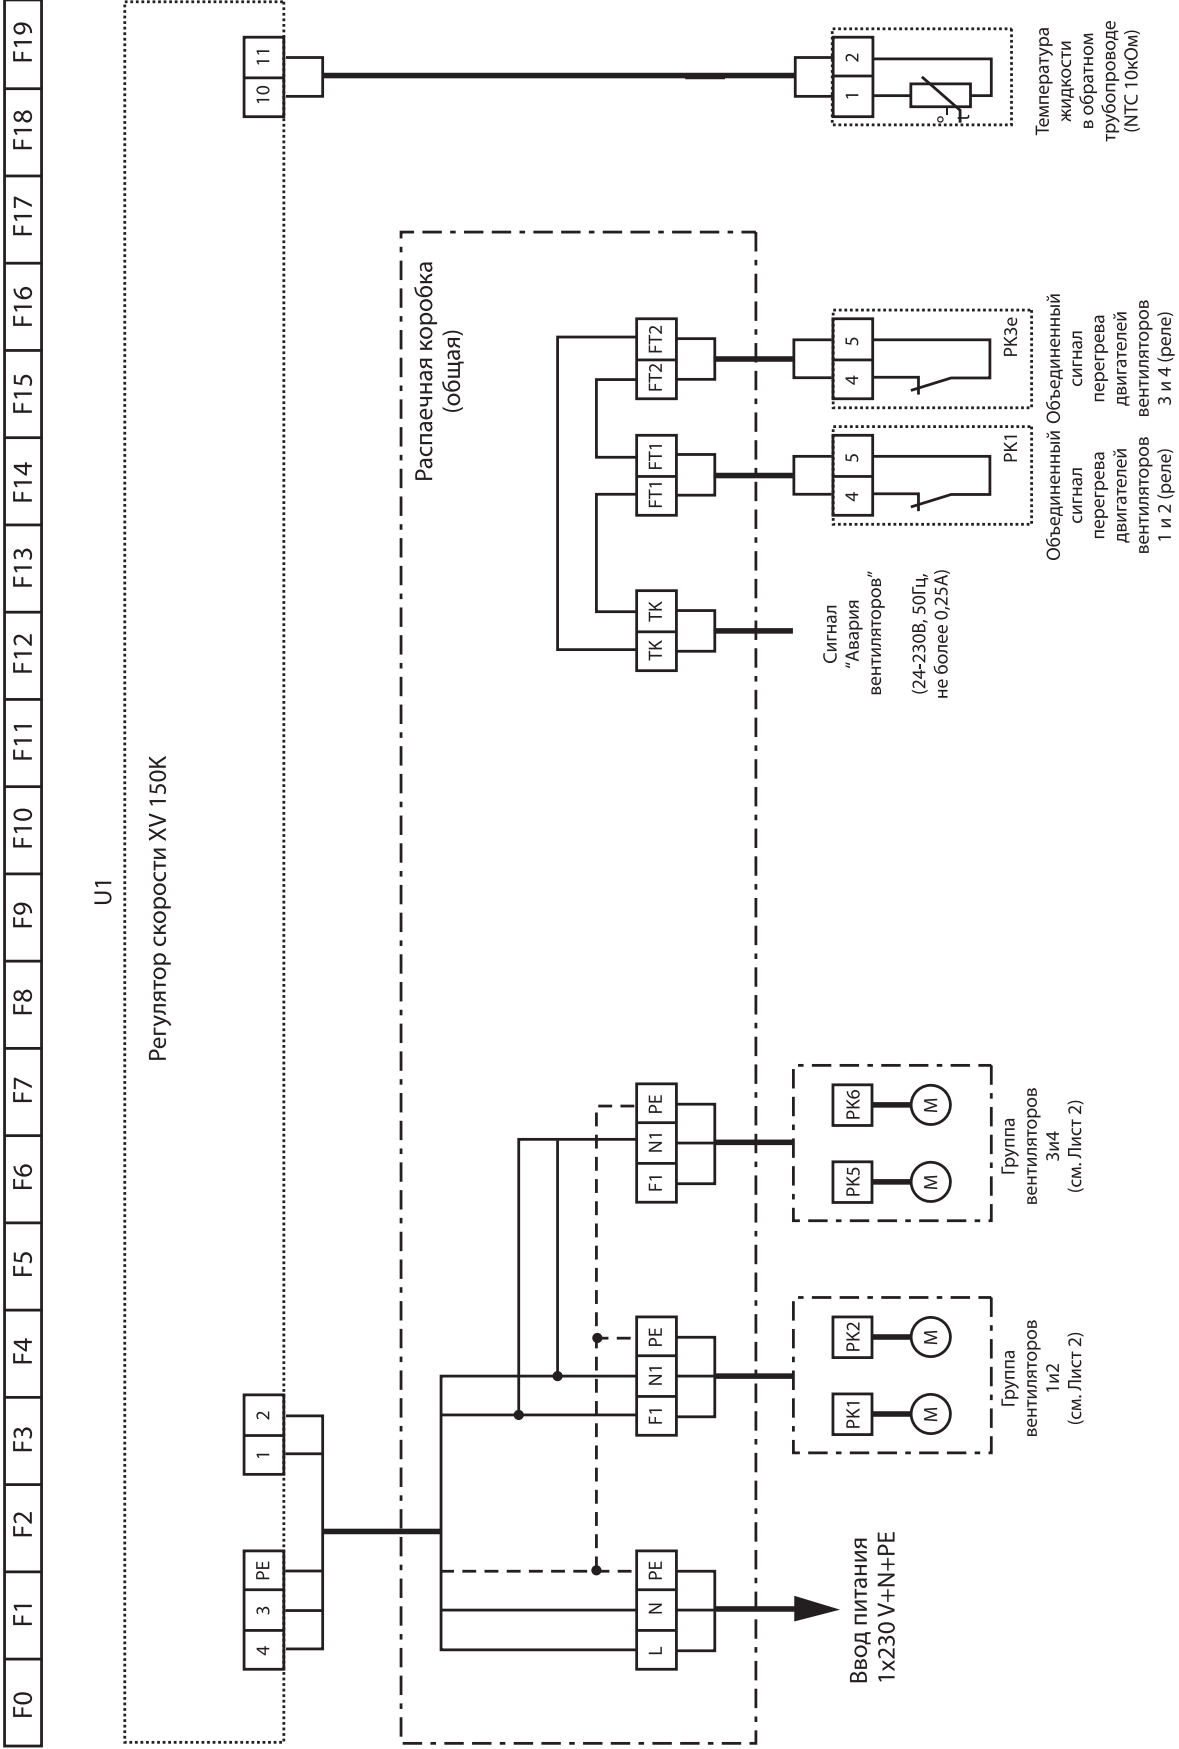 F0
F1
F2
F3
F4
F5
F6
F7
F8
F9
F10
F11
F12
F13
F14
F15
F16
F17
F18
F19
U1
Регулятор скорости XV 150K
4
3
PE
1
2
10
11
Распаечная коробка
(общая)
L
N
PE
F1
N1
PE
F1
N1
PE
TK
TK
FT1
FT1
FT2
FT2
Ввод питания
1x230 V+N+PE
PK1
PK2
M
M
Группа
вентиляторов
1и2
(см. Лист 2)
PK5
PK6
M
M
Группа
вентиляторов
3и4
(см. Лист 2)
Сигнал
“Авария
вентиляторов”
(24-230В, 50Гц,
не более 0,25А)
4
5
PK1
Объединенный
сигнал
перегрева
двигателей
вентиляторов
1 и 2 (реле)
4
5
PK3e
Объединенный
сигнал
перегрева
двигателей
вентиляторов
3 и 4 (реле)
1
2
t°
Температура
жидкости
в обратном
трубопроводе
(NTC 10кОм)